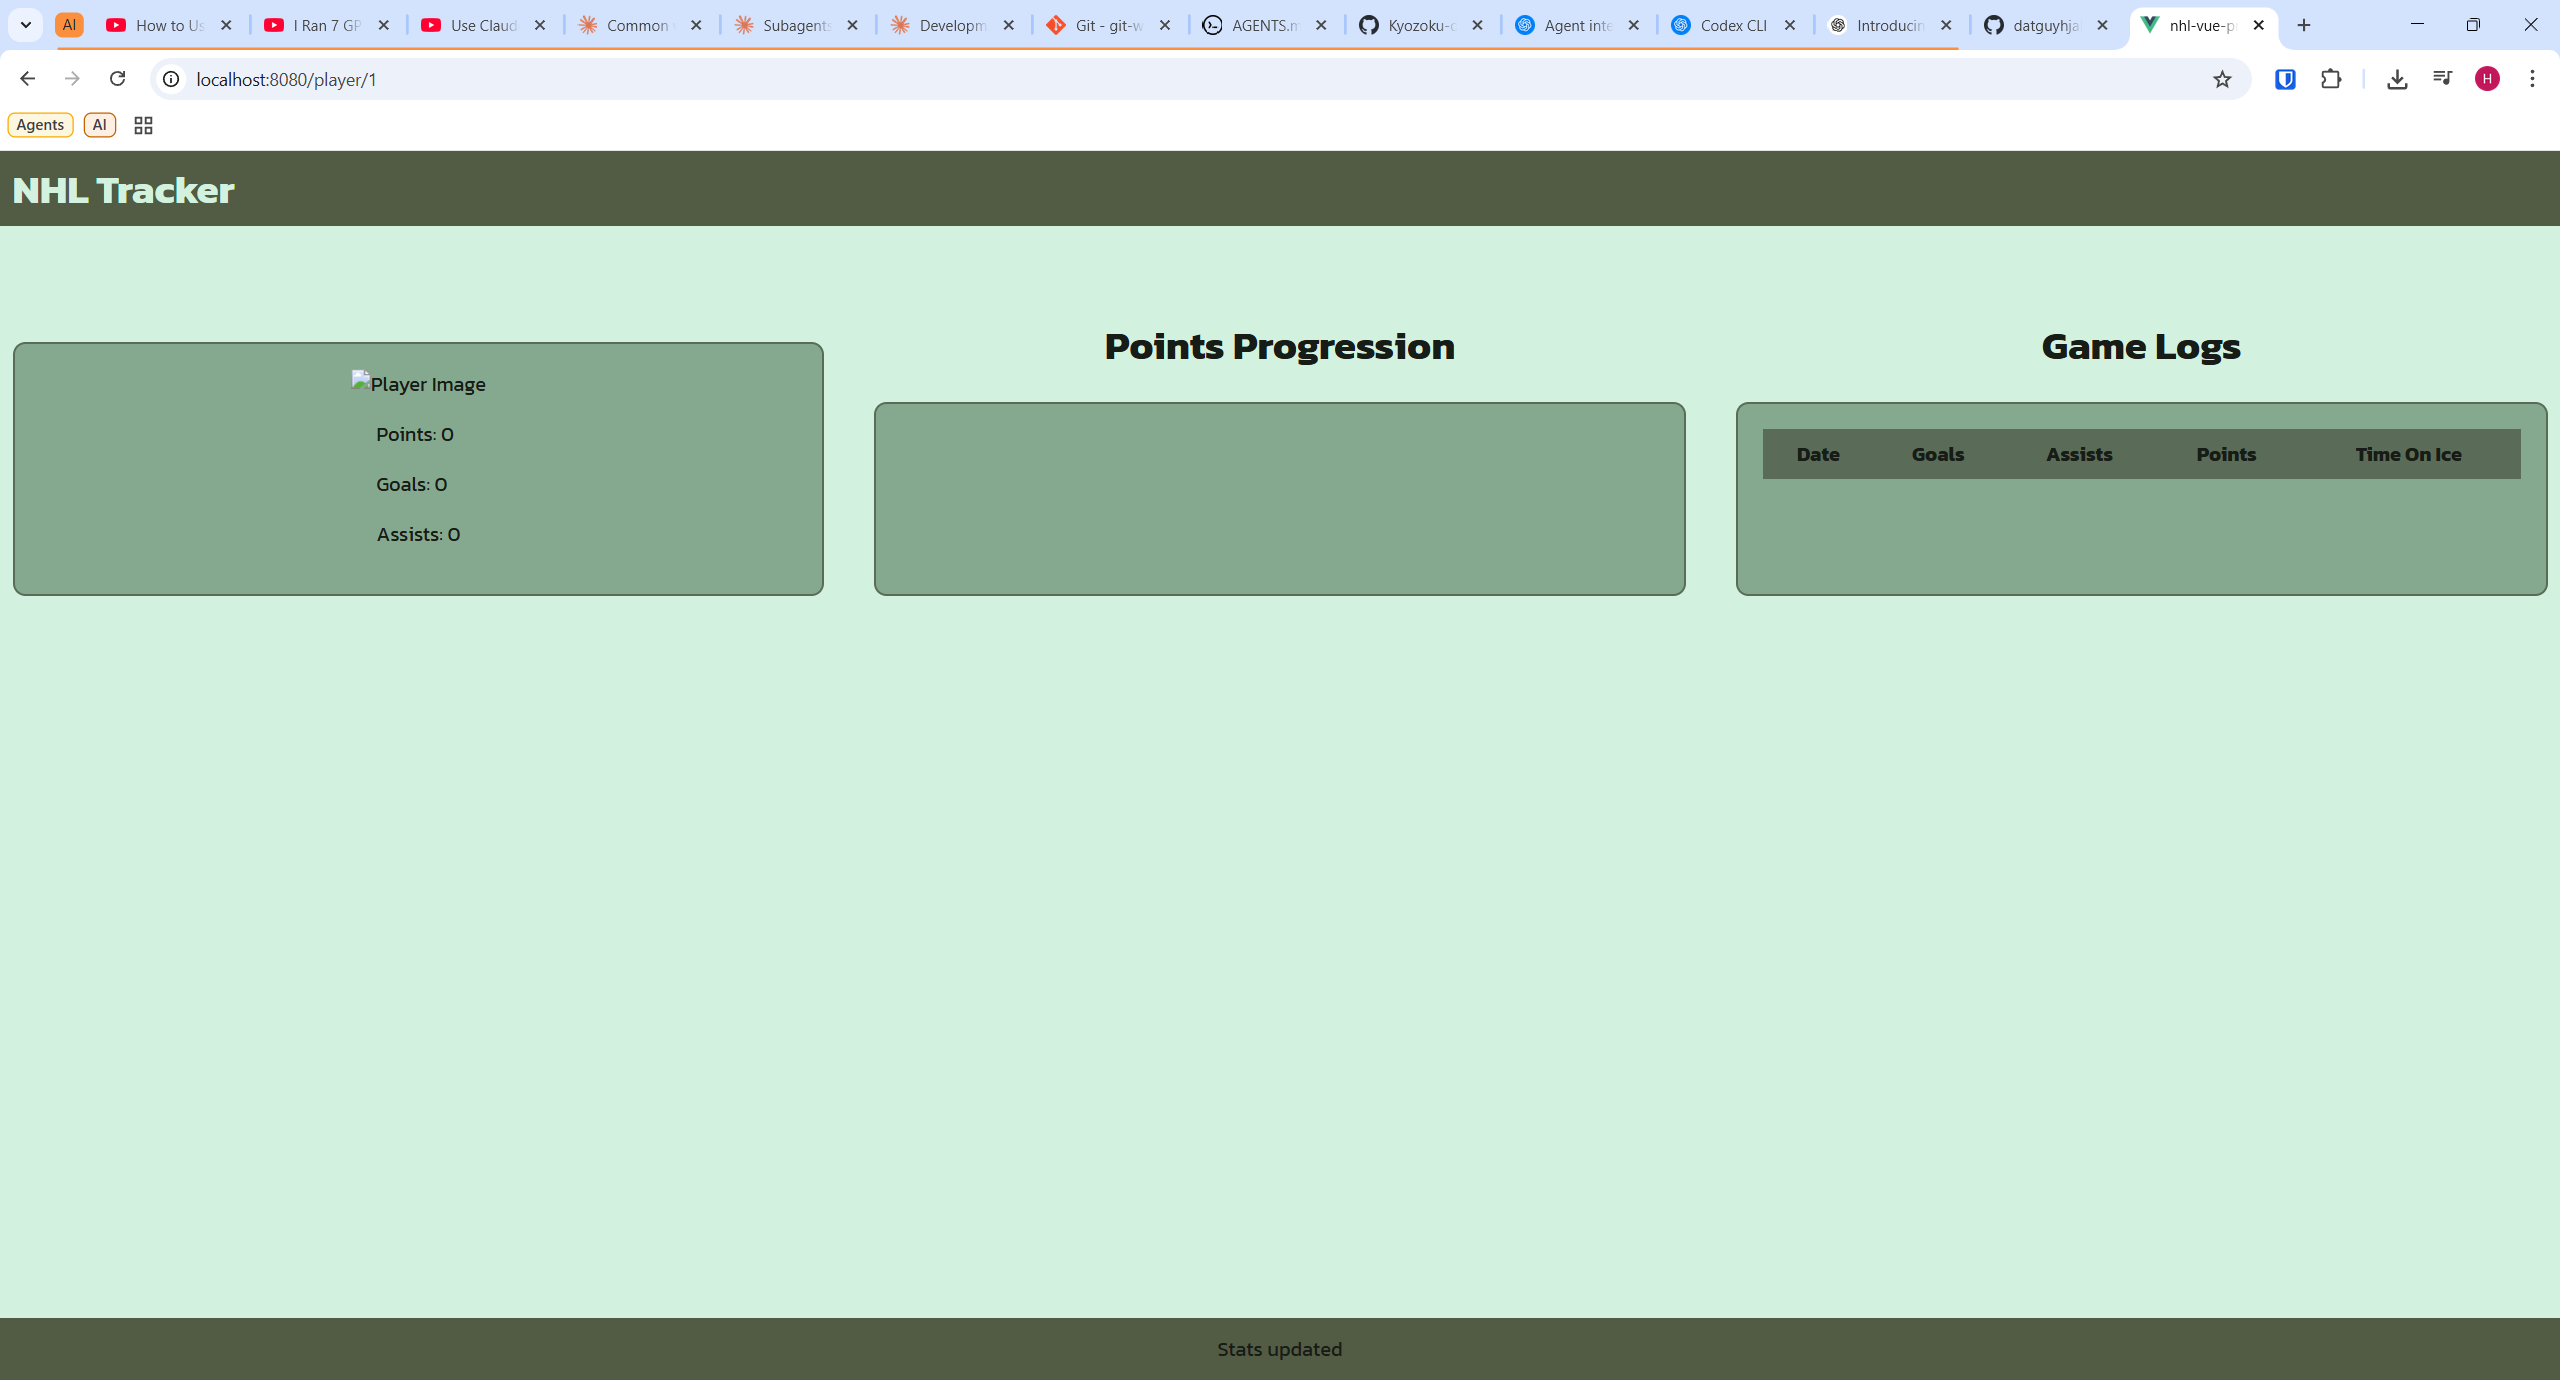 AI
How to Us
I Ran 7 GP
Use Claud
Common
Subagents
Developm
Git - git-w
AGENTS.m
Kyozoku-c
Agent inte
Codex CLI
Introducin
datguyhja
nhl-vue-pr
localhost:8080/player/1
H
Agents
AI
NHL Tracker
Player Image
Points: 0
Goals: 0
Assists: 0
Points Progression
Game Logs
Date Goals Assists Points Time On Ice
Stats updated